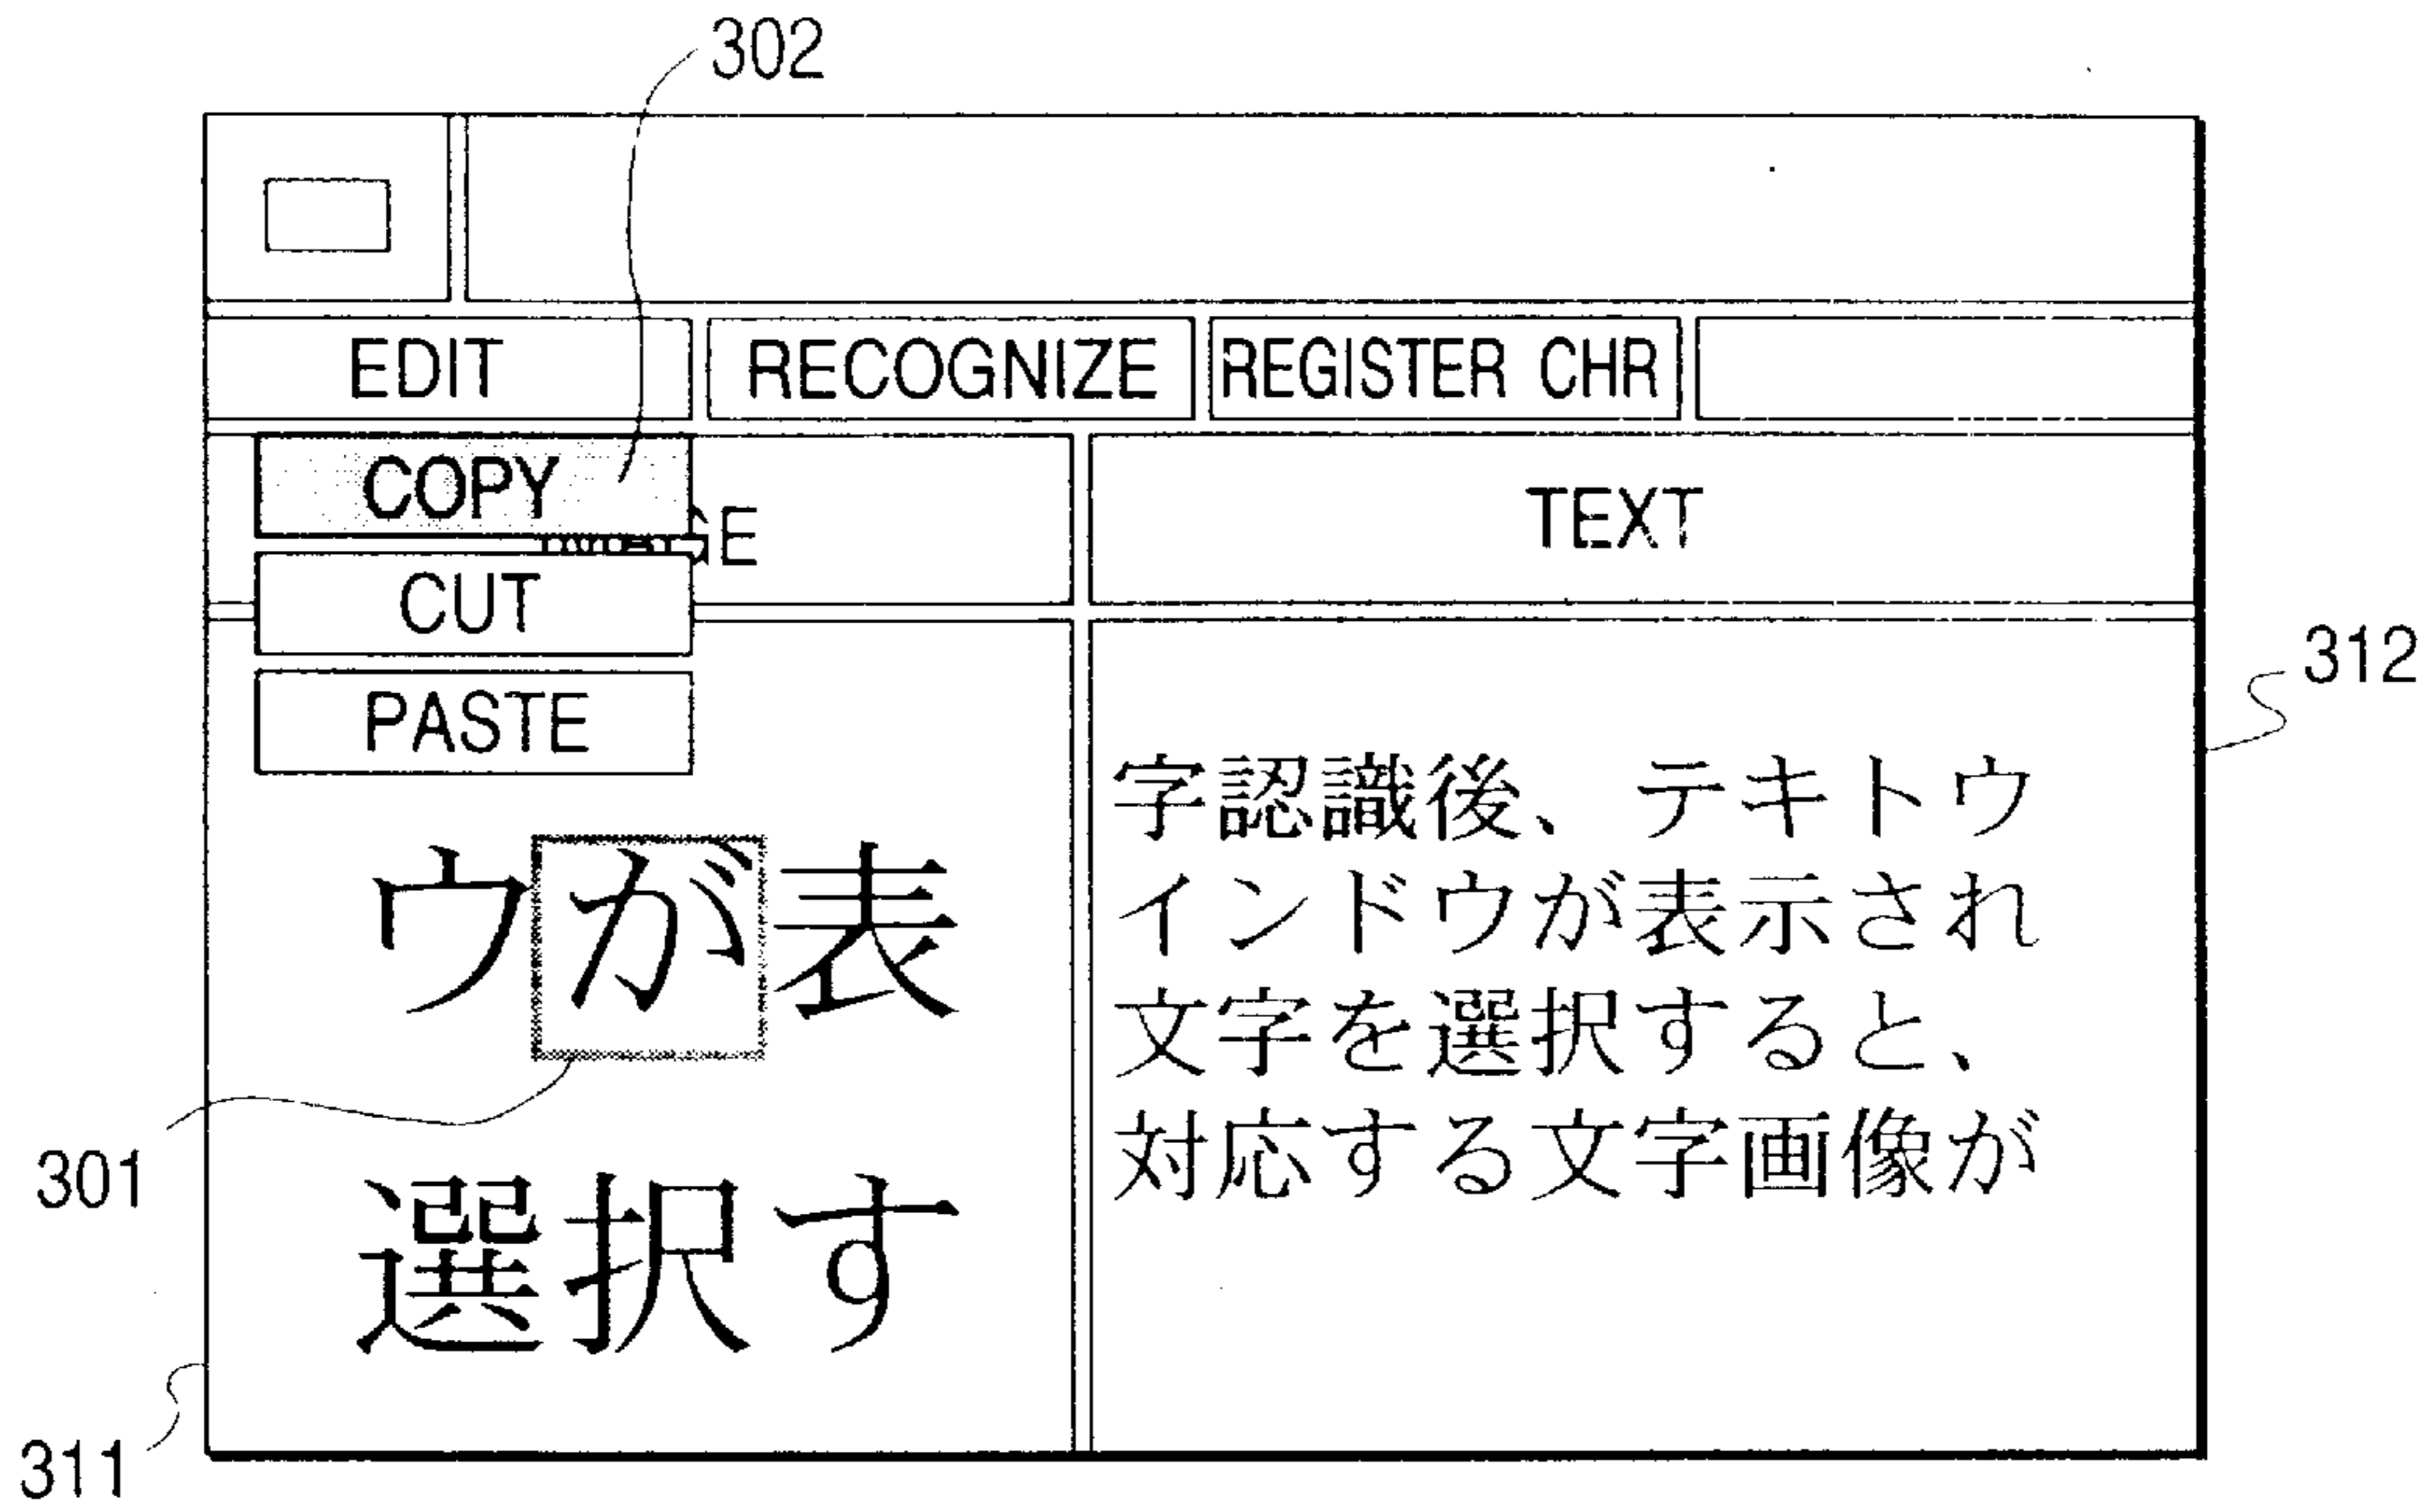 302
EDIT RECOGNIZE REGISTER CHR
COPY
TEXT
CUT
PASTE
312
字認識後、テキトウ
インドウが表示され
文字を選択すると、
対応する文字画像が
ウが表
選択す
301
311